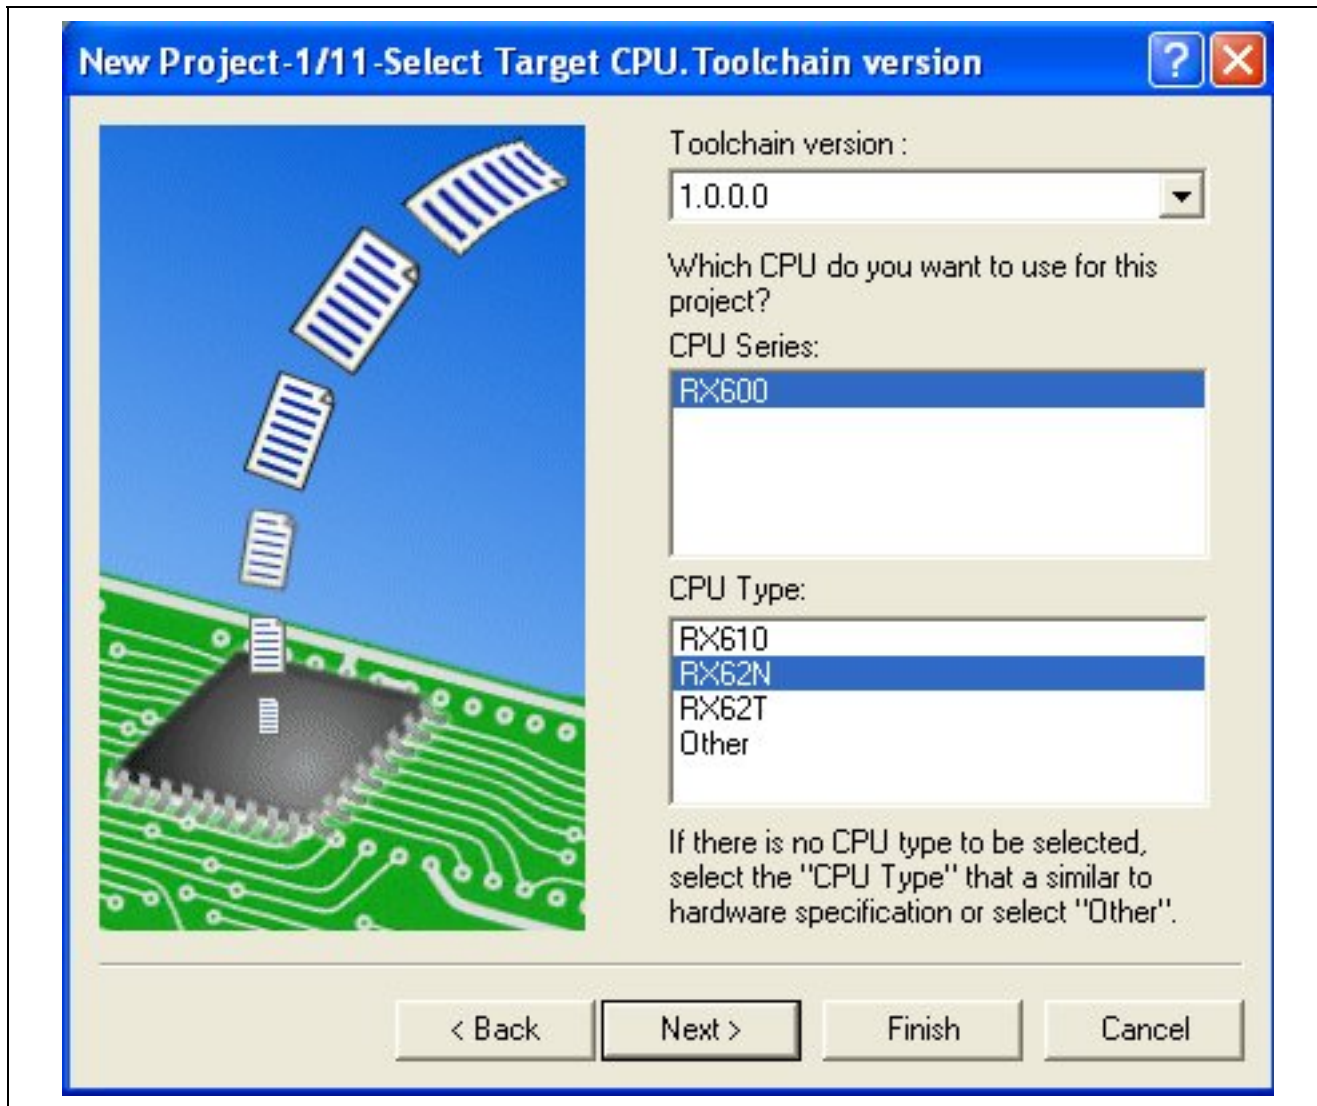 New Project-1/11-Select Target CPU.Toolchain version
Toolchain version :
1.0.0.0
Which CPU do you want to use for this
project?
CPU Series:
RX600
CPU Type:
RX610
RX62N
RX62T
Other
If there is no CPU type to be selected,
select the "CPU Type" that a similar to
hardware specification or select "Other".
< Back
Next >
Finish
Cancel